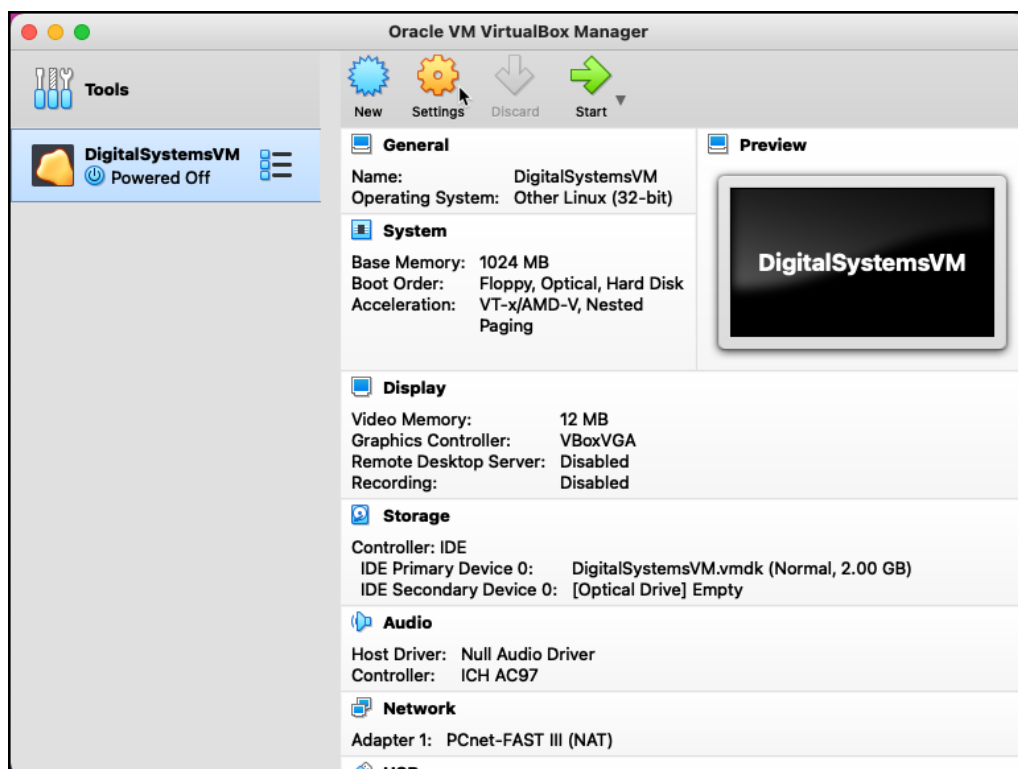 Oracle VM VirtualBox Manager
Tools
New
Settings
Discard
Start
DigitalSystemsVM
Powered Off
General
Name: DigitalSystemsVM
Operating System: Other Linux (32-bit)
Preview
DigitalSystemsVM
System
Base Memory: 1024 MB
Boot Order: Floppy, Optical, Hard Disk
Acceleration: VT-x/AMD-V, Nested
Paging
Display
Video Memory: 12 MB
Graphics Controller: VBoxVGA
Remote Desktop Server: Disabled
Recording: Disabled
Storage
Controller: IDE
IDE Primary Device 0: DigitalSystemsVM.vmdk (Normal, 2.00 GB)
IDE Secondary Device 0: [Optical Drive] Empty
Audio
Host Driver: Null Audio Driver
Controller: ICH AC97
Network
Adapter 1: PCnet-FAST III (NAT)